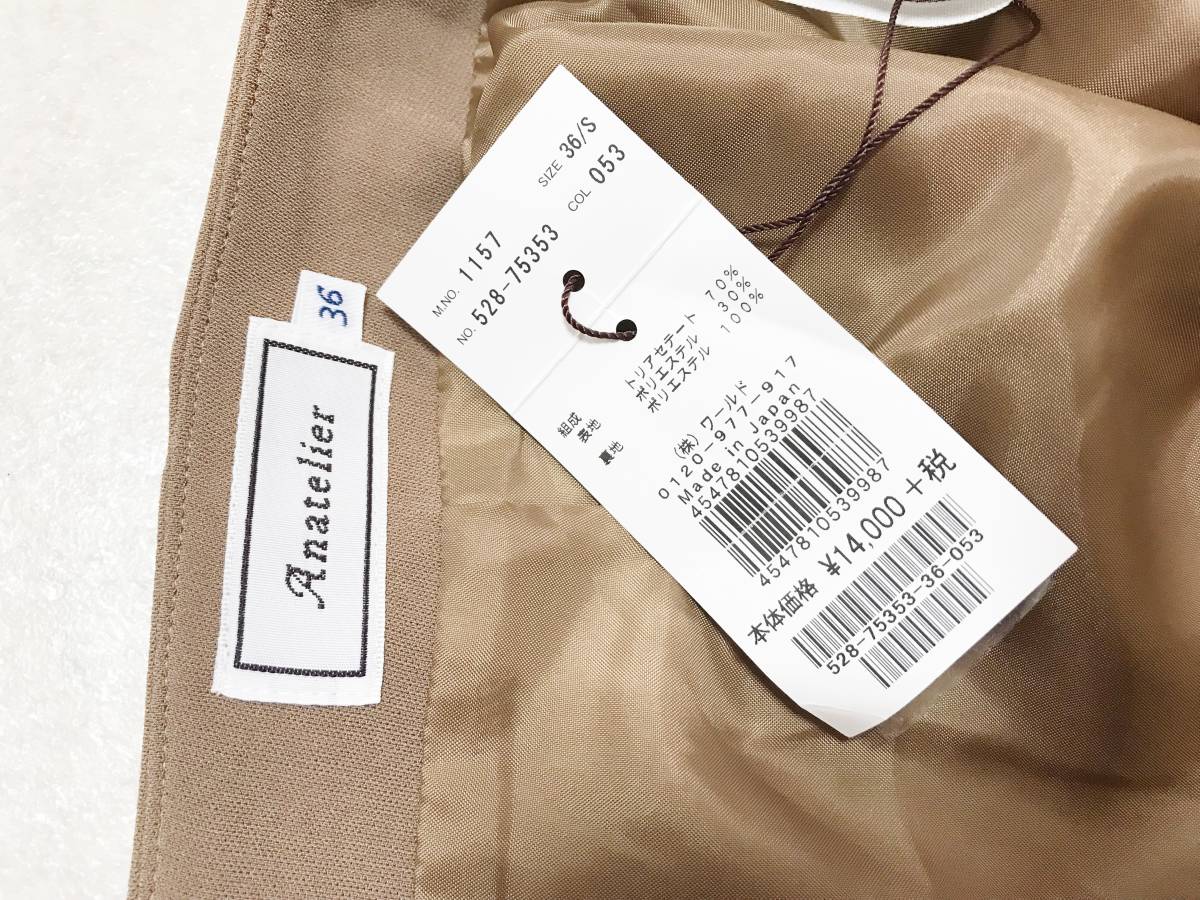 36
Anatelier
M.NO. 1157 SIZE 36/S
NO. 528-75353 COL 053
組成
表地 トリアセテート 70%
ポリエステル 30%
裏地 ポリエステル 100%
(株)ワールド
0120-977-917
Made in Japan
4547810539987
4547810539987
本体価格 ¥14,000+税
528-75353-36-053